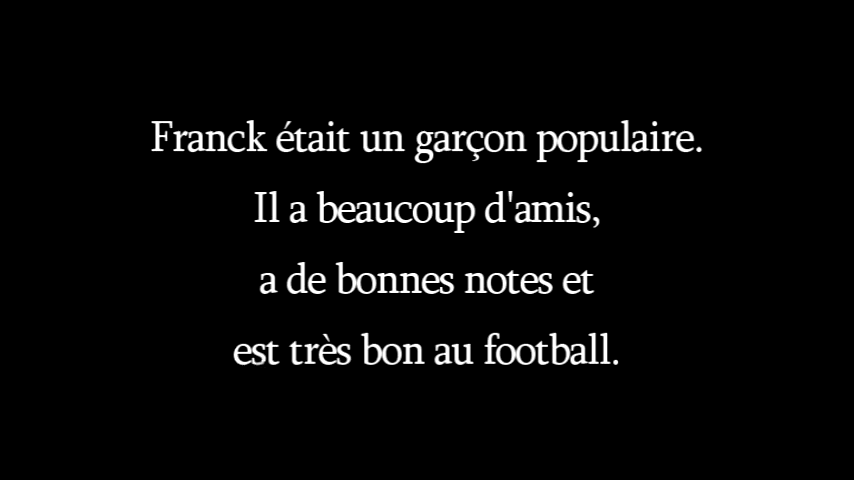 Franck était un garçon populaire.
Il a beaucoup d'amis,
a de bonnes notes et
est très bon au football.